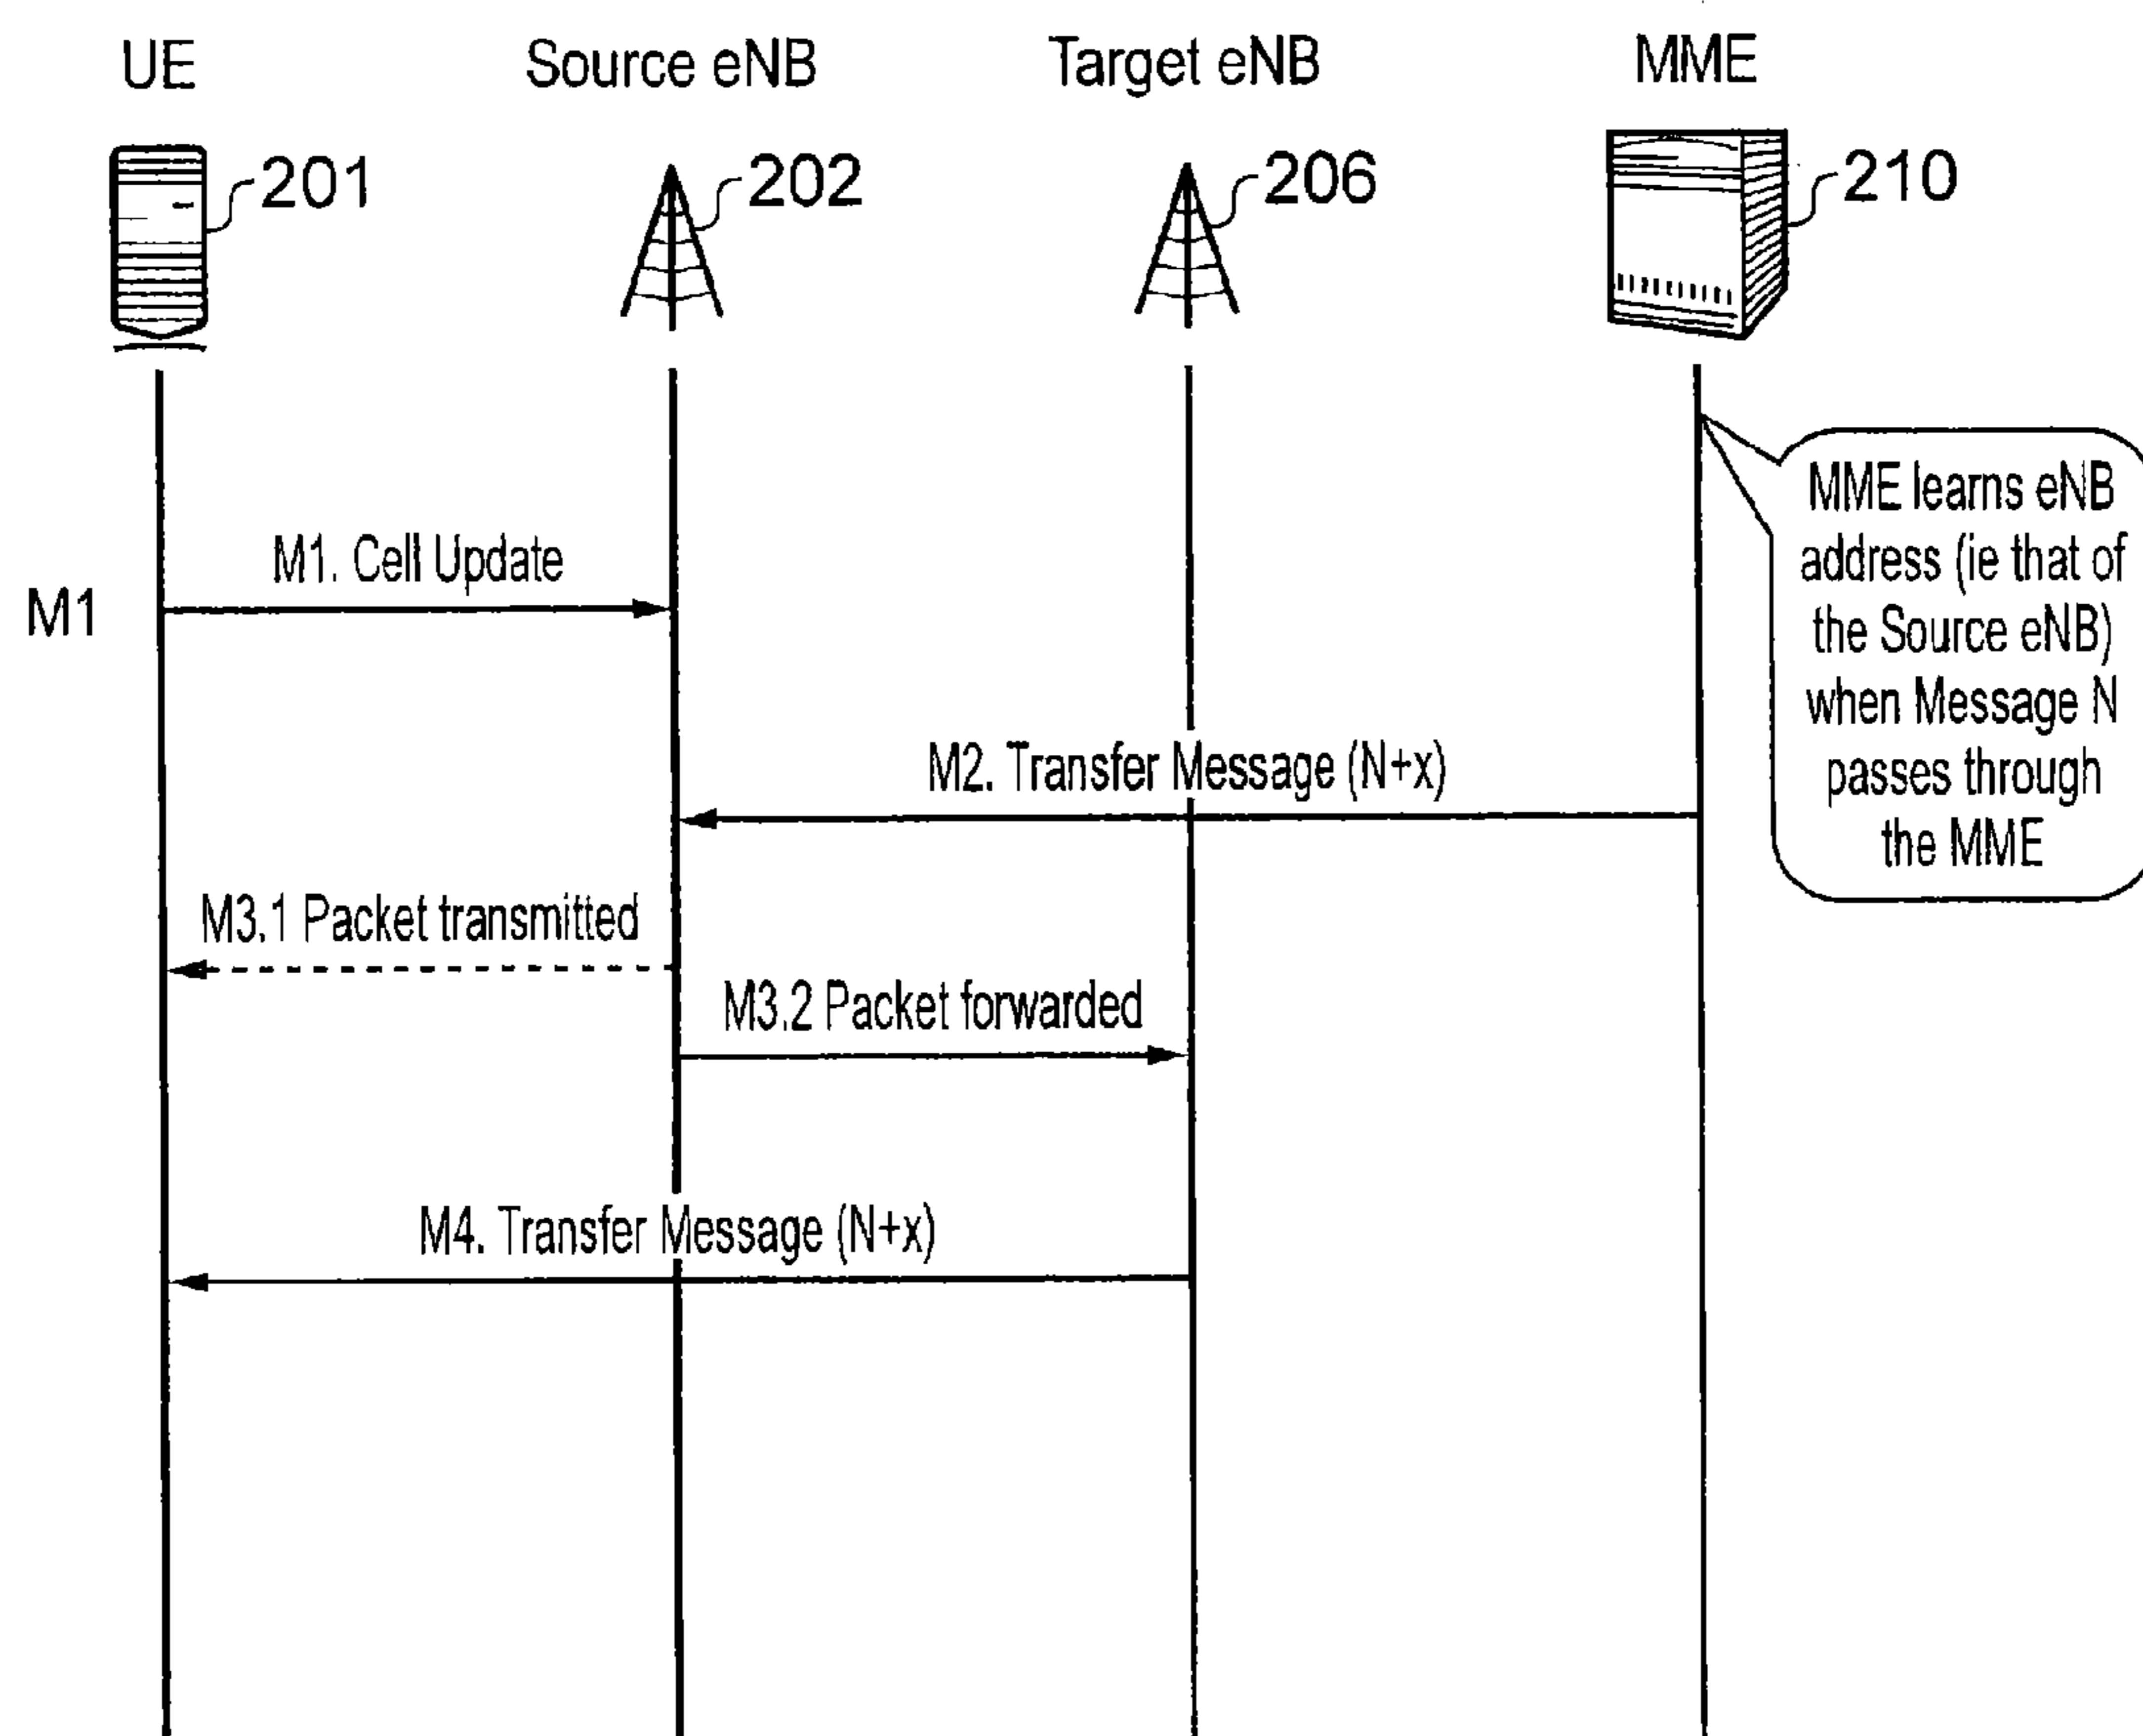 UE
Source eNB
Target eNB
MME
201
202
206
210
MME learns eNB
address (ie that of
the Source eNB)
when Message N
passes through
the MME
M1. Cell Update
M1
M2. Transfer Message (N+x)
M3.1 Packet transmitted
M3.2 Packet forwarded
M4. Transfer Message (N+x)